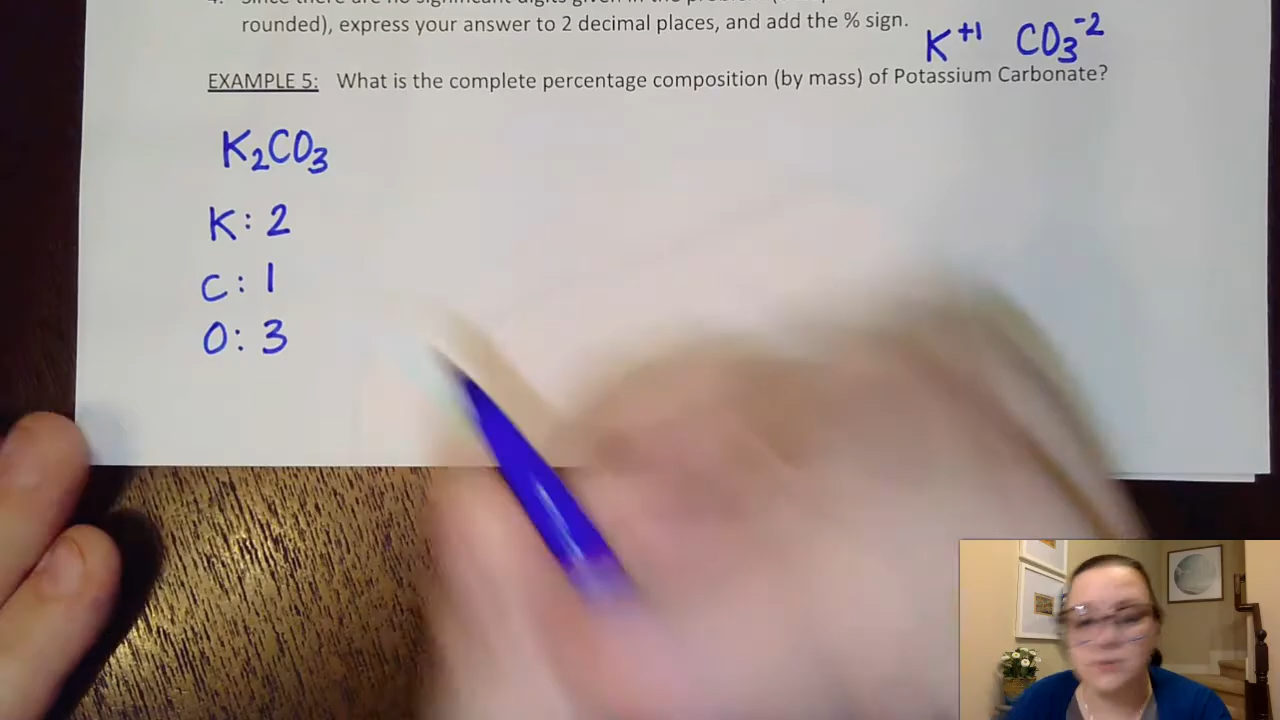 rounded), express your answer to 2 decimal places, and add the % sign.
K+1 CO3-2
EXAMPLE 5: What is the complete percentage composition (by mass) of Potassium Carbonate?
K2CO3
K: 2
C: 1
O: 3